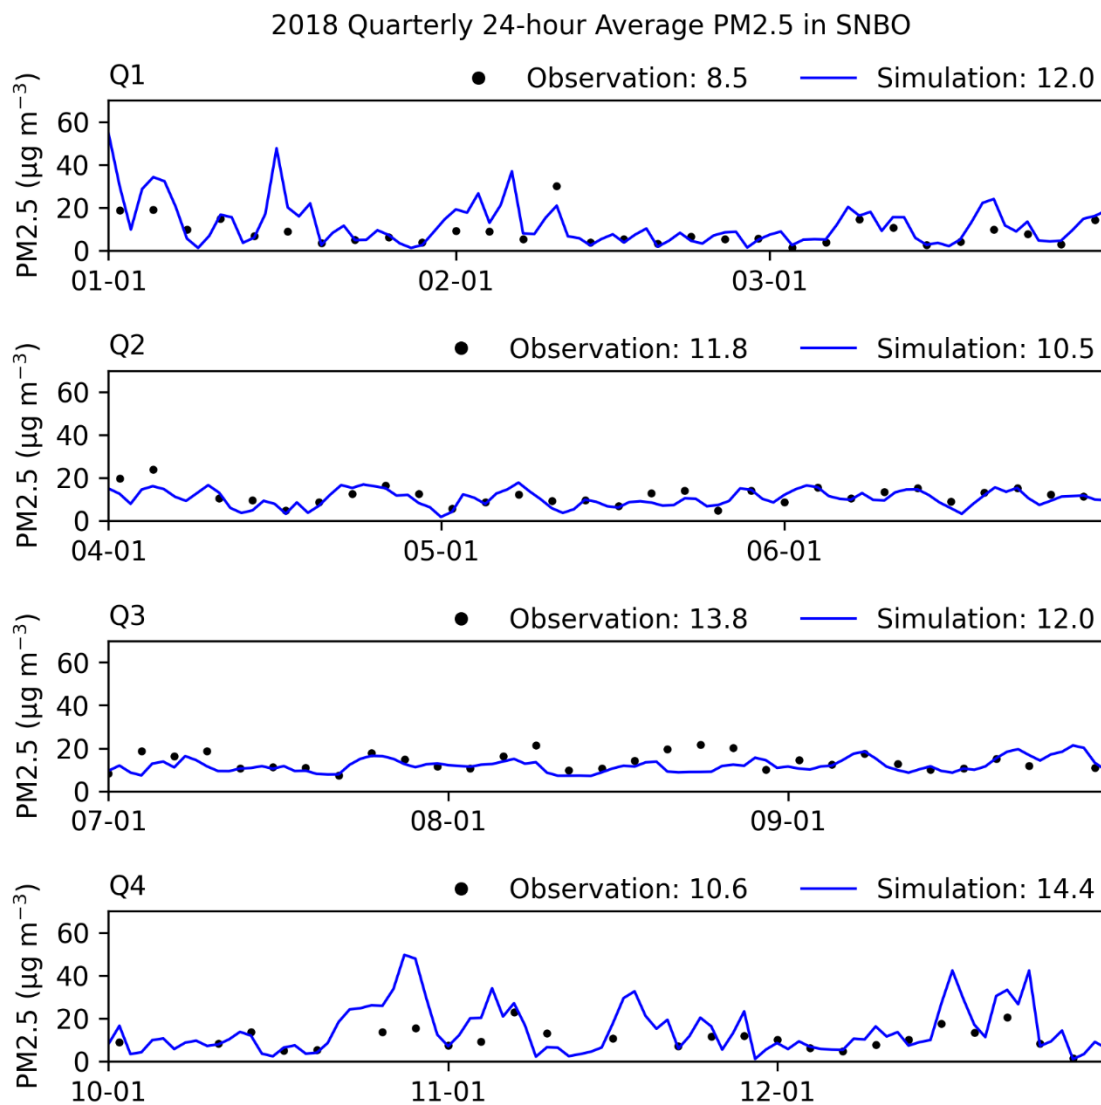 2018 Quarterly 24-hour Average PM2.5 in SNBO
Q1 Observation: 8.5 Simulation: 12.0
PM2.5 (µg m⁻³)
60
40
20
0
01-01 02-01 03-01
Q2 Observation: 11.8 Simulation: 10.5
PM2.5 (µg m⁻³)
60
40
20
0
04-01 05-01 06-01
Q3 Observation: 13.8 Simulation: 12.0
PM2.5 (µg m⁻³)
60
40
20
0
07-01 08-01 09-01
Q4 Observation: 10.6 Simulation: 14.4
PM2.5 (µg m⁻³)
60
40
20
0
10-01 11-01 12-01